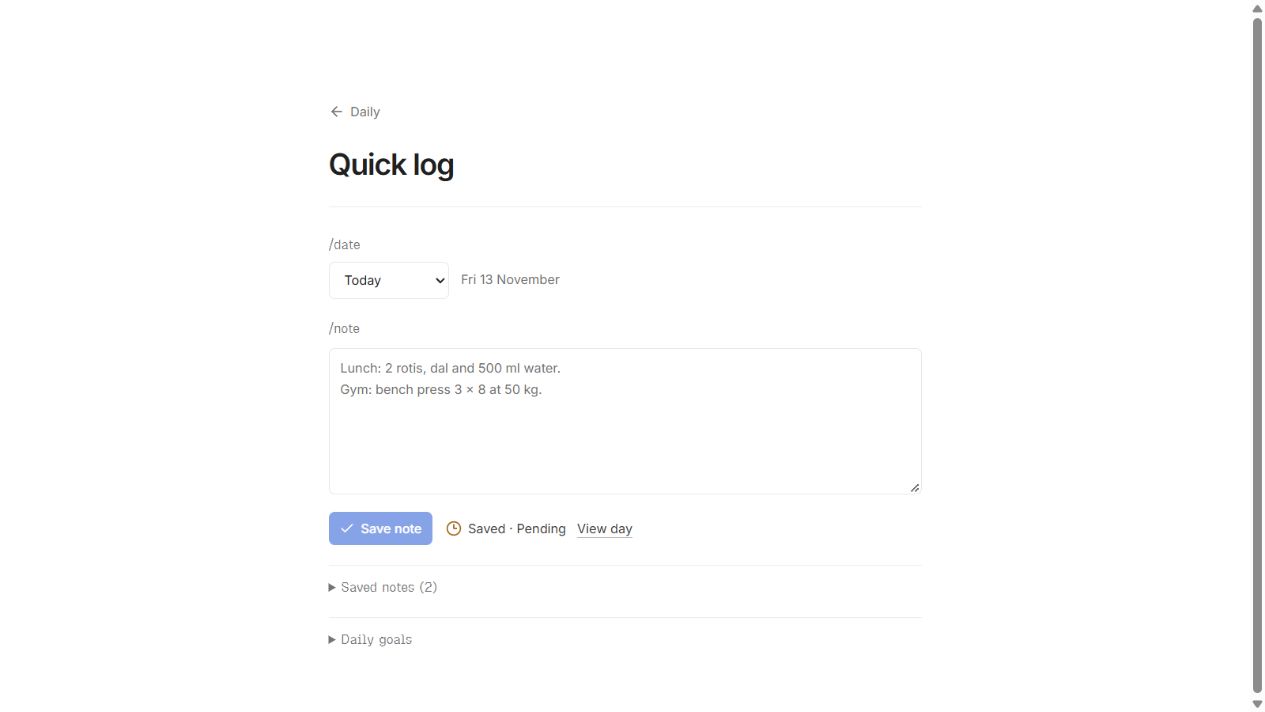 Daily
Quick log
/date
Today Fri 13 November
/note
Lunch: 2 rotis, dal and 500 ml water.
Gym: bench press 3 × 8 at 50 kg.
Save note Saved · Pending View day
Saved notes (2)
Daily goals